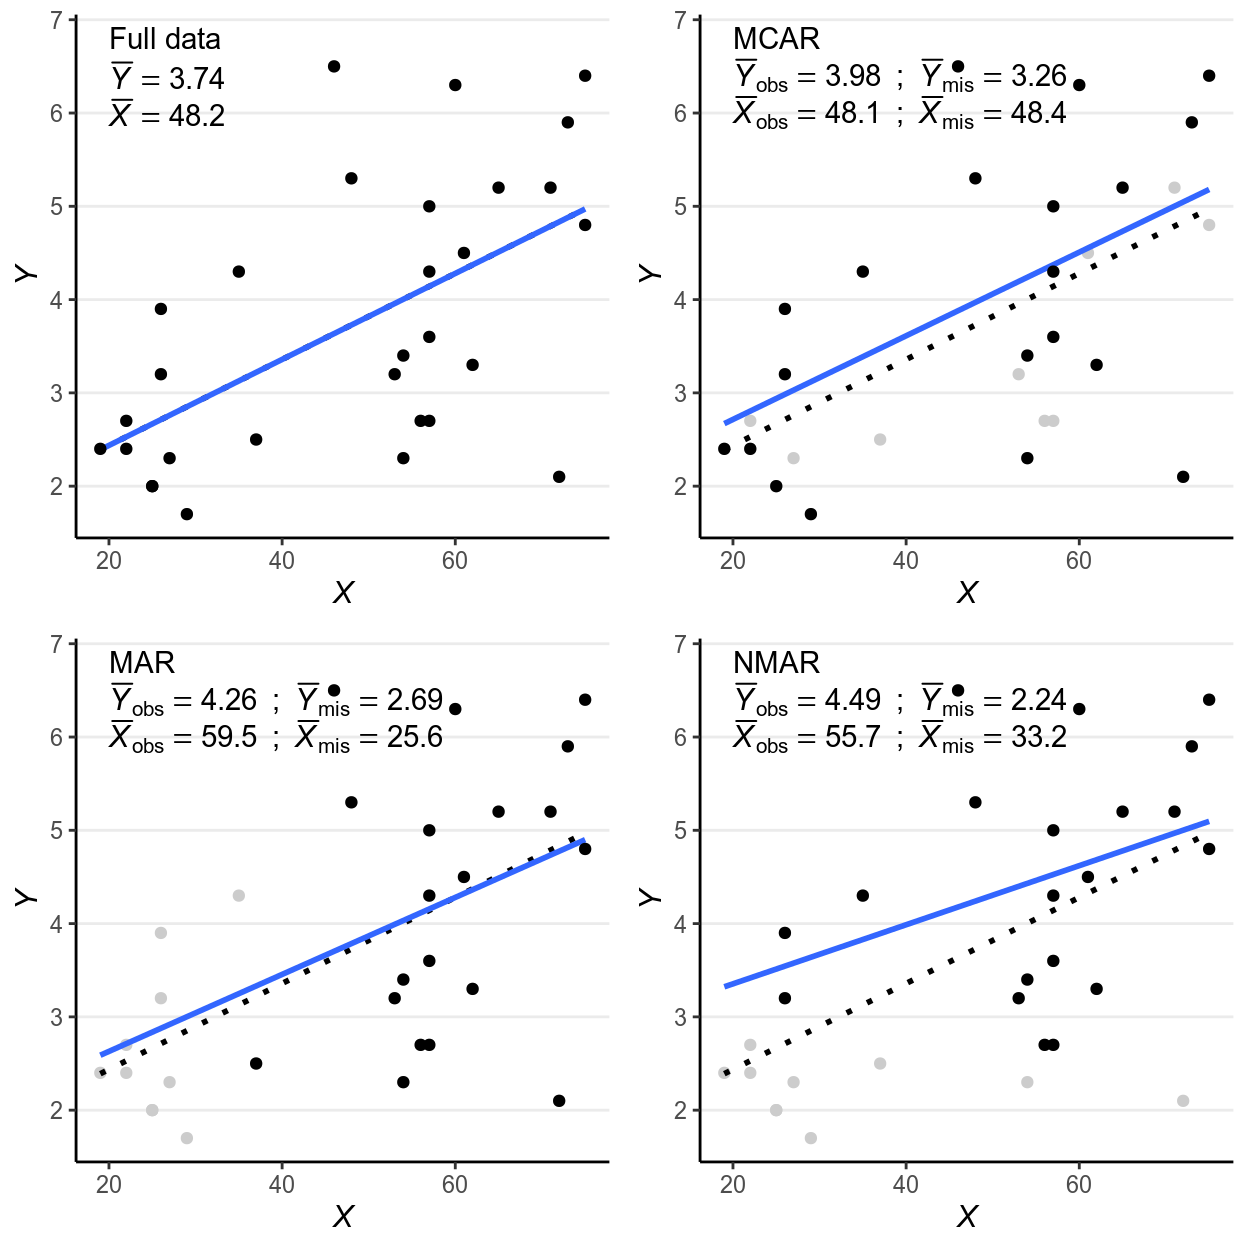 Full data
Y̅ = 3.74
X̅ = 48.2
7
6
5
4
3
2
Y
20 40 60
X
MCAR
Y̅obs = 3.98 ; Y̅mis = 3.26
X̅obs = 48.1 ; X̅mis = 48.4
7
6
5
4
3
2
Y
20 40 60
X
MAR
Y̅obs = 4.26 ; Y̅mis = 2.69
X̅obs = 59.5 ; X̅mis = 25.6
7
6
5
4
3
2
Y
20 40 60
X
NMAR
Y̅obs = 4.49 ; Y̅mis = 2.24
X̅obs = 55.7 ; X̅mis = 33.2
7
6
5
4
3
2
Y
20 40 60
X